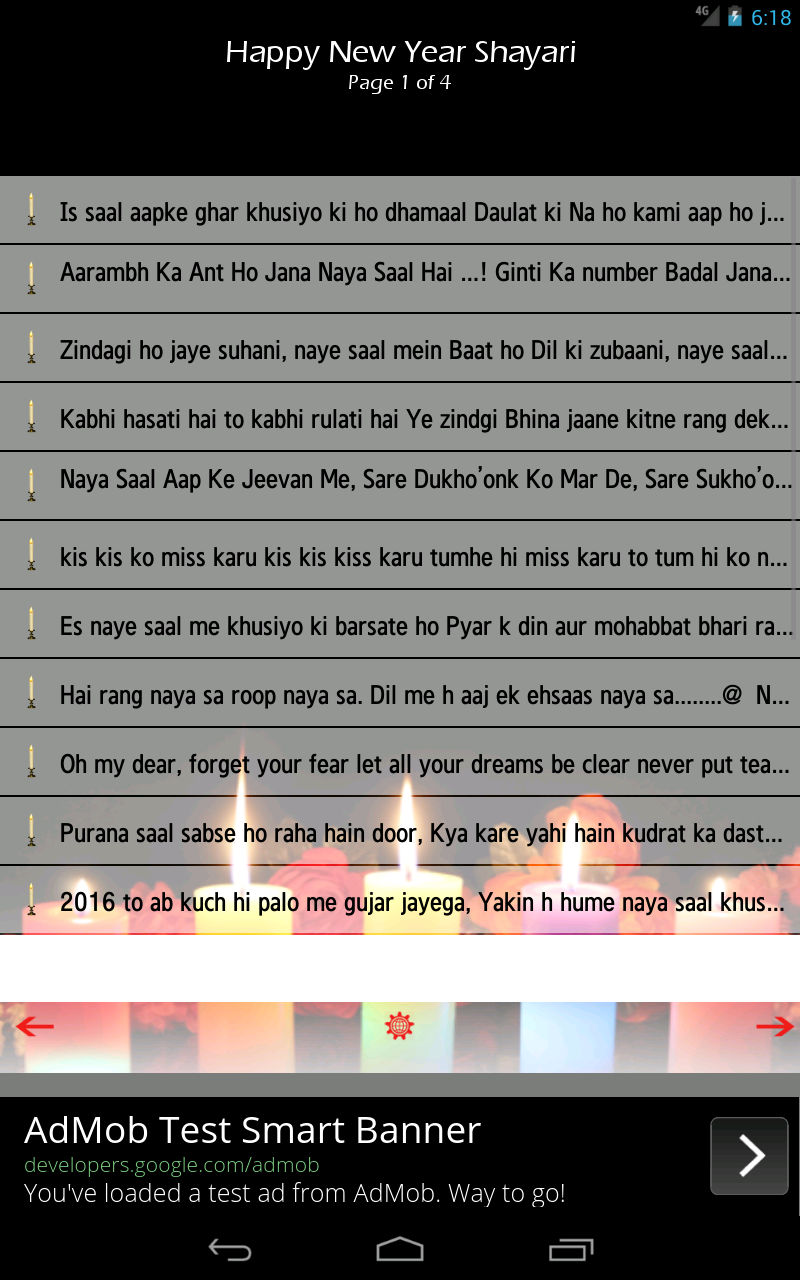 4G 6:18
Happy New Year Shayari
Page 1 of 4
Is saal aapke ghar khusiyo ki ho dhamaal Daulat ki Na ho kami aap ho j...
Aarambh Ka Ant Ho Jana Naya Saal Hai ...! Ginti Ka number Badal Jana...
Zindagi ho jaye suhani, naye saal mein Baat ho Dil ki zubaani, naye saal...
Kabhi hasati hai to kabhi rulati hai Ye zindgi Bhina jaane kitne rang dek...
Naya Saal Aap Ke Jeevan Me, Sare Dukho’onk Ko Mar De, Sare Sukho’o...
kis kis ko miss karu kis kis kiss karu tumhe hi miss karu to tum hi ko n...
Es naye saal me khusiyo ki barsate ho Pyar k din aur mohabbat bhari ra...
Hai rang naya sa roop naya sa. Dil me h aaj ek ehsaas naya sa........@ N...
Oh my dear, forget your fear let all your dreams be clear never put tea...
Purana saal sabse ho raha hain door, Kya kare yahi hain kudrat ka dast...
2016 to ab kuch hi palo me gujar jayega, Yakin h hume naya saal khus...
AdMob Test Smart Banner
developers.google.com/admob
You've loaded a test ad from AdMob. Way to go!